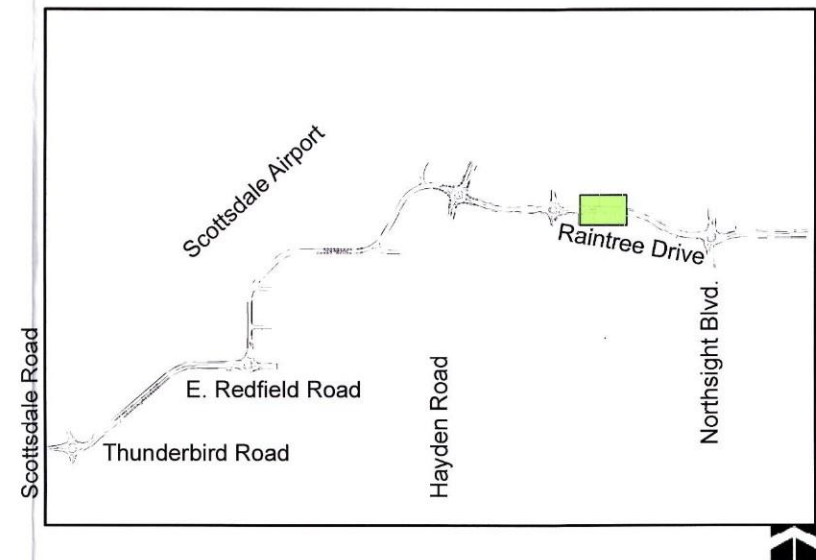 Scottsdale Airport
Raintree Drive
Northsight Blvd.
Scottsdale Road
E. Redfield Road
Hayden Road
Thunderbird Road